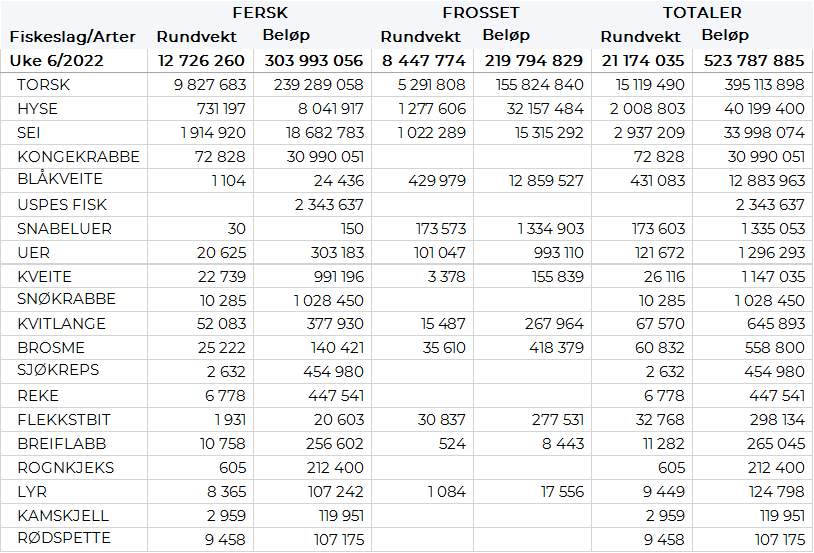 FERSK FROSSET TOTALER
Fiskeslag/Arter Rundvekt Beløp Rundvekt Beløp Rundvekt Beløp
Uke 6/2022 12 726 260 303 993 056 8 447 774 219 794 829 21 174 035 523 787 885
TORSK 9 827 683 239 289 058 5 291 808 155 824 840 15 119 490 395 113 898
HYSE 731 197 8 041 917 1 277 606 32 157 484 2 008 803 40 199 400
SEI 1 914 920 18 682 783 1 022 289 15 315 292 2 937 209 33 998 074
KONGEKRABBE 72 828 30 990 051 72 828 30 990 051
BLÅKVEITE 1 104 24 436 429 979 12 859 527 431 083 12 883 963
USPES FISK 2 343 637 2 343 637
SNABELUER 30 150 173 573 1 334 903 173 603 1 335 053
UER 20 625 303 183 101 047 993 110 121 672 1 296 293
KVEITE 22 739 991 196 3 378 155 839 26 116 1 147 035
SNØKRABBE 10 285 1 028 450 10 285 1 028 450
KVITLANGE 52 083 377 930 15 487 267 964 67 570 645 893
BROSME 25 222 140 421 35 610 418 379 60 832 558 800
SJØKREPS 2 632 454 980 2 632 454 980
REKE 6 778 447 541 6 778 447 541
FLEKKSTBIT 1 931 20 603 30 837 277 531 32 768 298 134
BREIFLABB 10 758 256 602 524 8 443 11 282 265 045
ROGNKJEKS 605 212 400 605 212 400
LYR 8 365 107 242 1 084 17 556 9 449 124 798
KAMSKJELL 2 959 119 951 2 959 119 951
RØDSPETTE 9 458 107 175 9 458 107 175